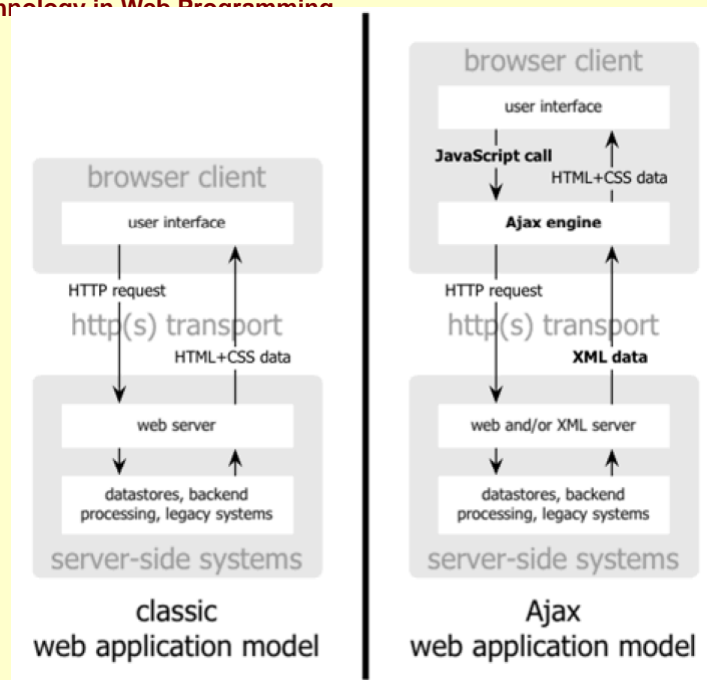 in Web Programming
browser client
user interface
HTTP request
http(s) transport
HTML+CSS data
web server
datastores, backend
processing, legacy systems
server-side systems
classic
web application model
browser client
user interface
JavaScript call
HTML+CSS data
Ajax engine
HTTP request
http(s) transport
XML data
web and/or XML server
datastores, backend
processing, legacy systems
server-side systems
Ajax
web application model